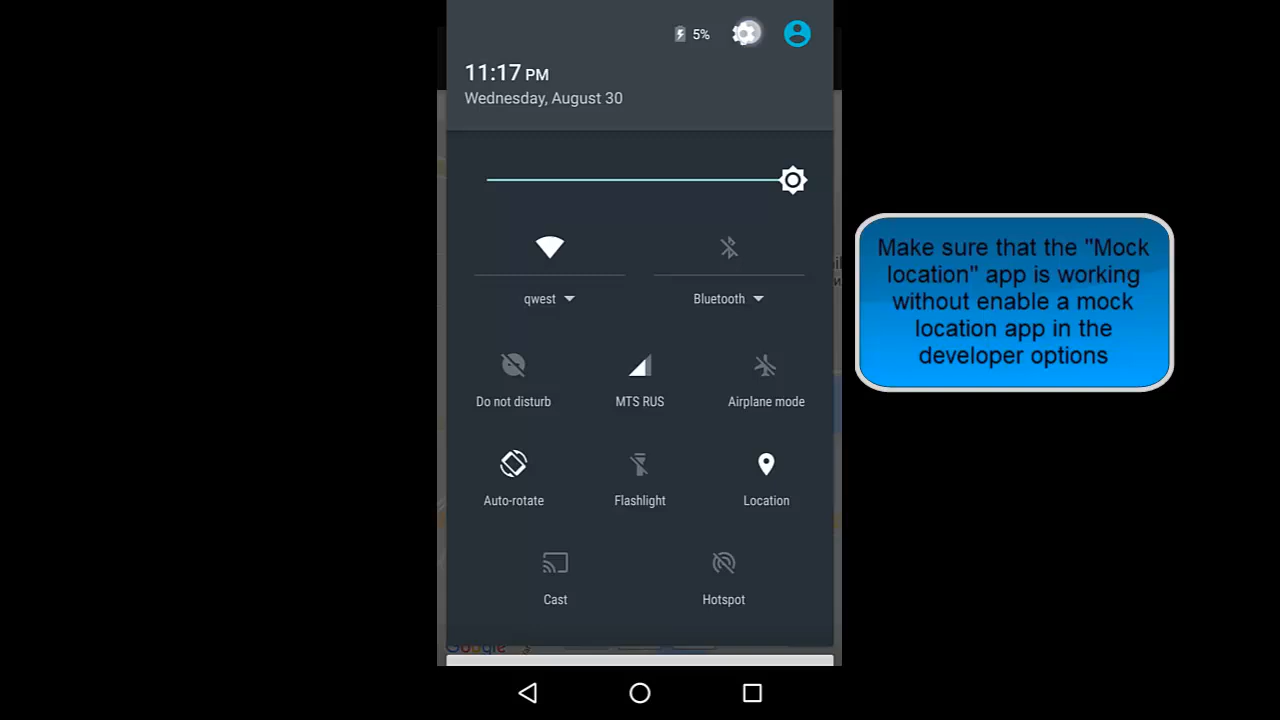 5%
11:17 PM
Wednesday, August 30
qwest
Bluetooth
Do not disturb
MTS RUS
Airplane mode
Auto-rotate
Flashlight
Location
Cast
Hotspot
Google
Make sure that the "Mock
location" app is working
without enable a mock
location app in the
developer options